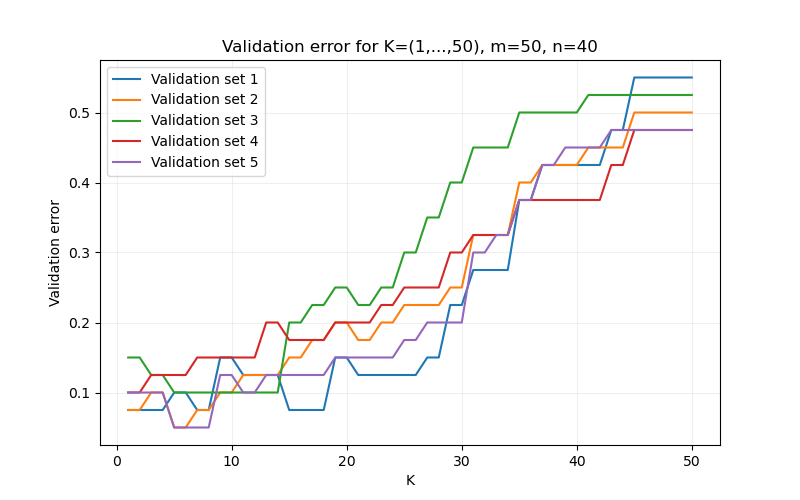 Validation error for K=(1,...,50), m=50, n=40
Validation set 1
Validation set 2
Validation set 3
Validation set 4
Validation set 5
Validation error
0.5
0.4
0.3
0.2
0.1
0 10 20 30 40 50
K